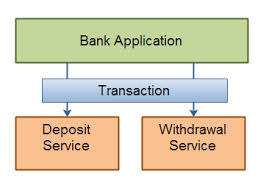 Bank Application
Transaction
Deposit
Service
Withdrawal
Service